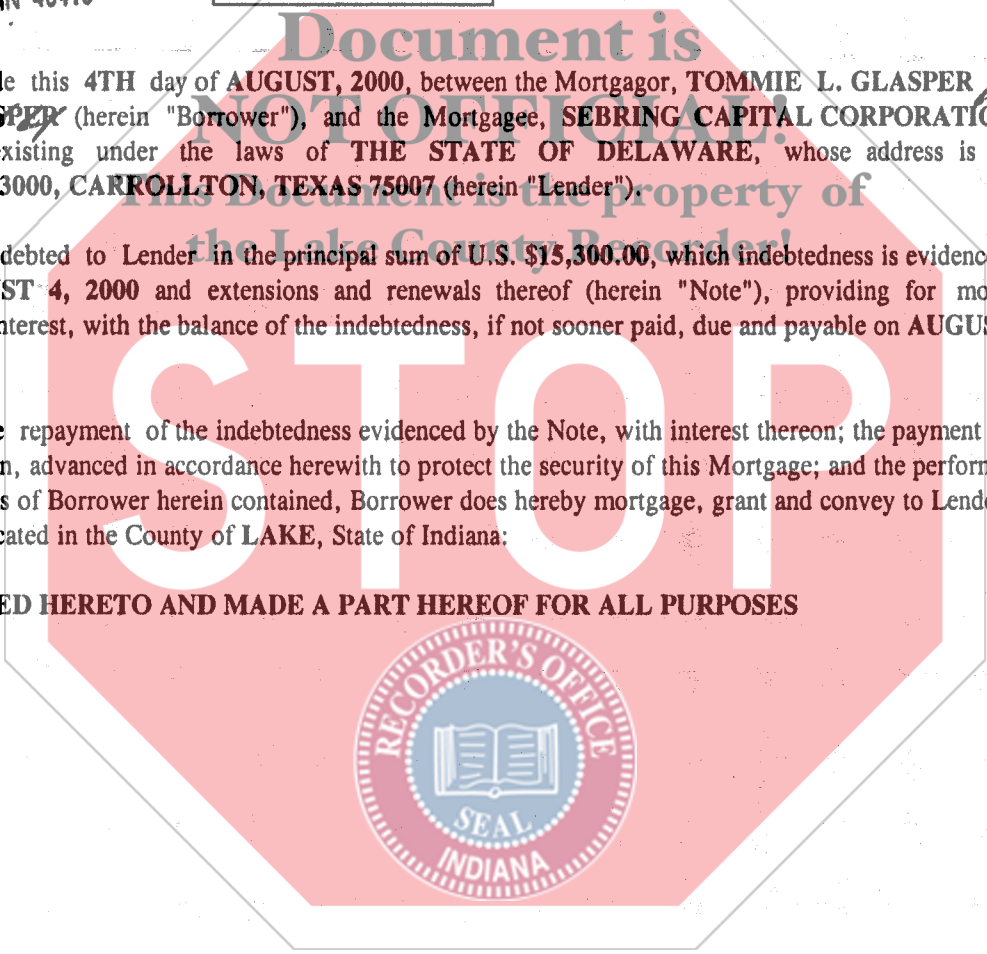 Document is
le this 4TH day of AUGUST, 2000, between the Mortgagor, TOMMIE L. GLASPER
NOT OFFICIAL!
(herein "Borrower"), and the Mortgagee, SEBRING CAPITAL CORPORATIO
xisting under the laws of THE STATE OF DELAWARE, whose address is
3000, CARROLLTON, TEXAS 75007 (herein "Lender").
This Document is the property of
the Lake County Recorder!
debted to Lender in the principal sum of U.S. $15,300.00, which indebtedness is evidenc
ST 4, 2000 and extensions and renewals thereof (herein "Note"), providing for mo
nterest, with the balance of the indebtedness, if not sooner paid, due and payable on AUGUS
STOP
e repayment of the indebtedness evidenced by the Note, with interest thereon; the payment
n, advanced in accordance herewith to protect the security of this Mortgage; and the perform
s of Borrower herein contained, Borrower does hereby mortgage, grant and convey to Lende
cated in the County of LAKE, State of Indiana:
ED HERETO AND MADE A PART HEREOF FOR ALL PURPOSES
RECORDER'S OFFICE
SEAL
INDIANA